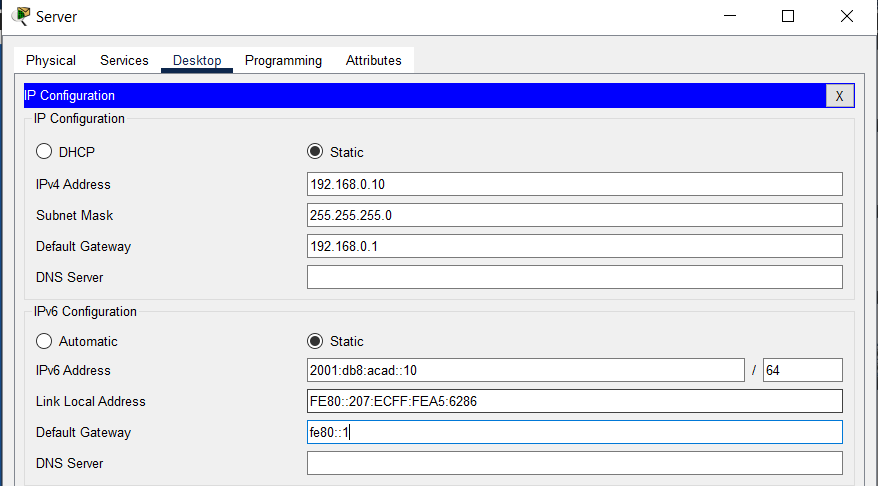 Server
Physical Services Desktop Programming Attributes
IP Configuration X
IP Configuration
DHCP Static
IPv4 Address 192.168.0.10
Subnet Mask 255.255.255.0
Default Gateway 192.168.0.1
DNS Server
IPv6 Configuration
Automatic Static
IPv6 Address 2001:db8:acad::10 / 64
Link Local Address FE80::207:ECFF:FEA5:6286
Default Gateway fe80::1
DNS Server